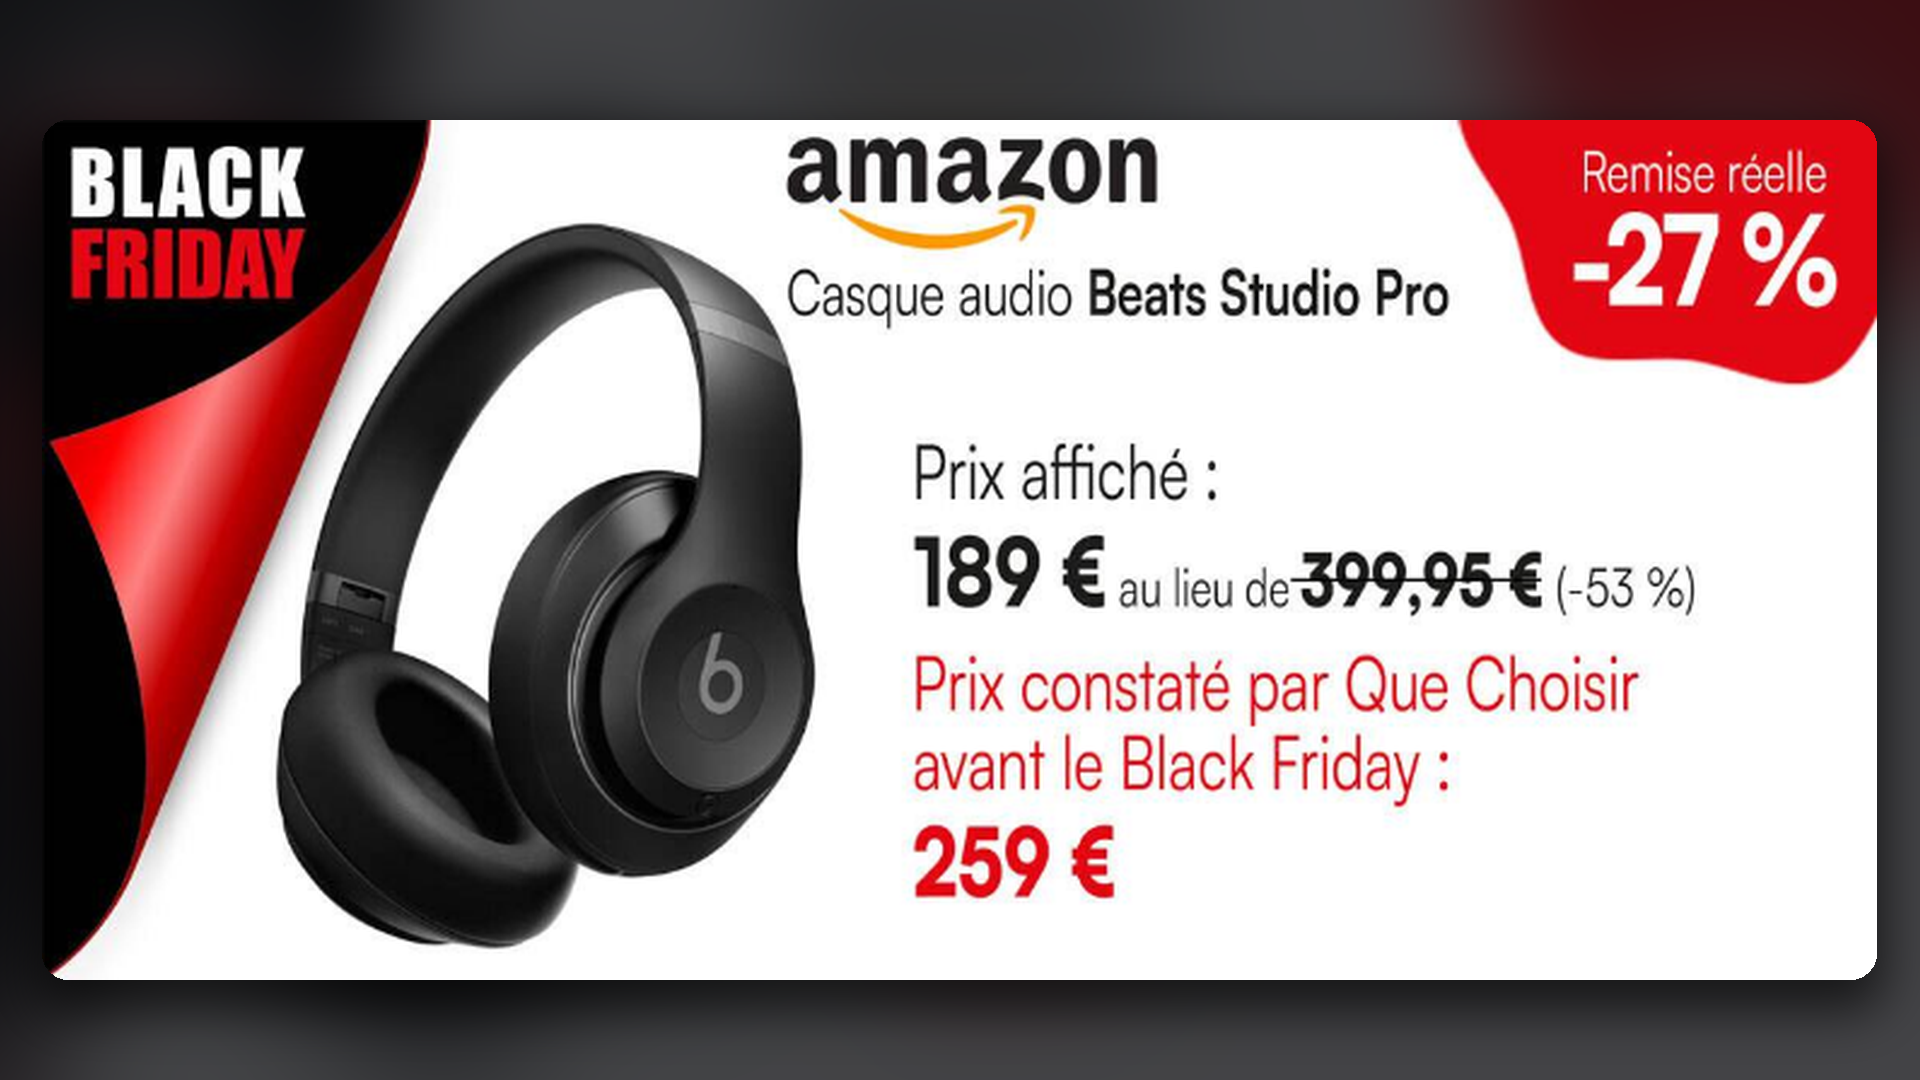 BLACK
FRIDAY
amazon
Casque audio Beats Studio Pro
Remise réelle
-27 %
Prix affiché :
189 € au lieu de 399,95 € (-53 %)
Prix constaté par Que Choisir
avant le Black Friday :
259 €